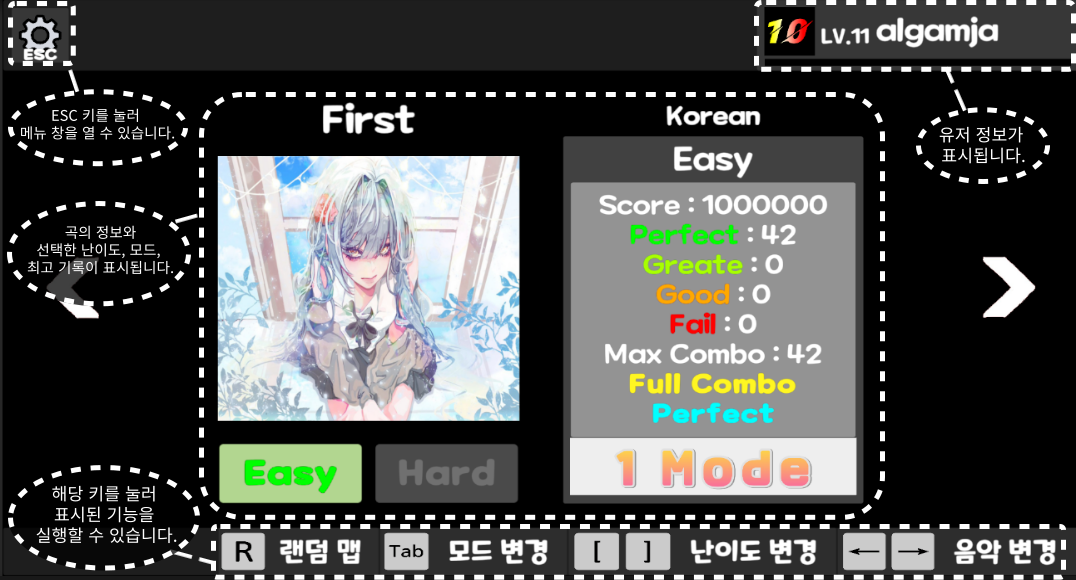 ESC
10 LV.11 algamja
ESC 키를 눌러
메뉴 창을 열 수 있습니다.
유저 정보가
표시됩니다.
First
Korean
Easy
Score : 1000000
Perfect : 42
Greate : 0
Good : 0
Fail : 0
Max Combo : 42
Full Combo
Perfect
1 Mode
곡의 정보와
선택한 난이도, 모드,
최고 기록이 표시됩니다.
Easy
Hard
해당 키를 눌러
표시된 기능을
실행할 수 있습니다.
R 랜덤 맵 Tab 모드 변경 [ ] 난이도 변경 ← → 음악 변경